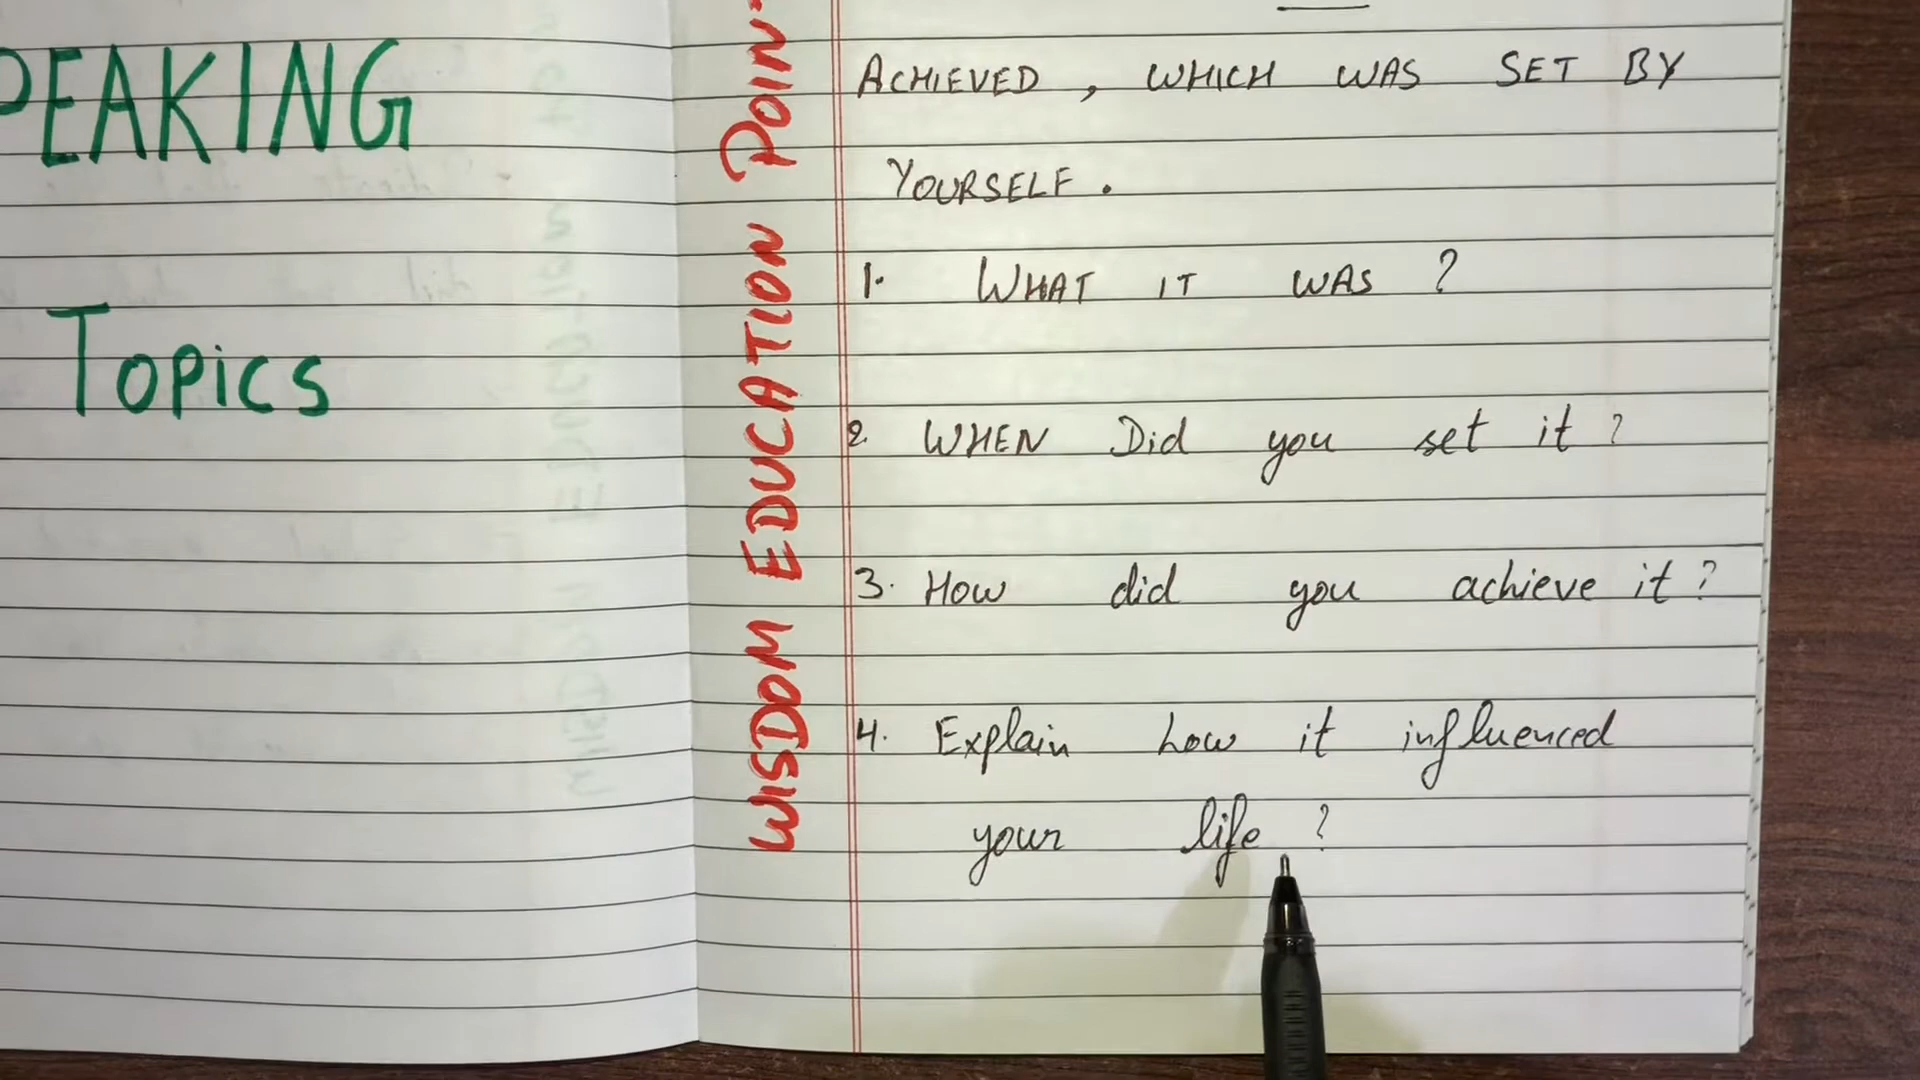 PEAKING
Topics
WISDOM EDUCATION POIN
ACHIEVED, WHICH WAS SET BY
YOURSELF.
1. WHAT IT WAS?
2. WHEN Did you set it?
3. How did you achieve it?
4. Explain how it influenced
your life?